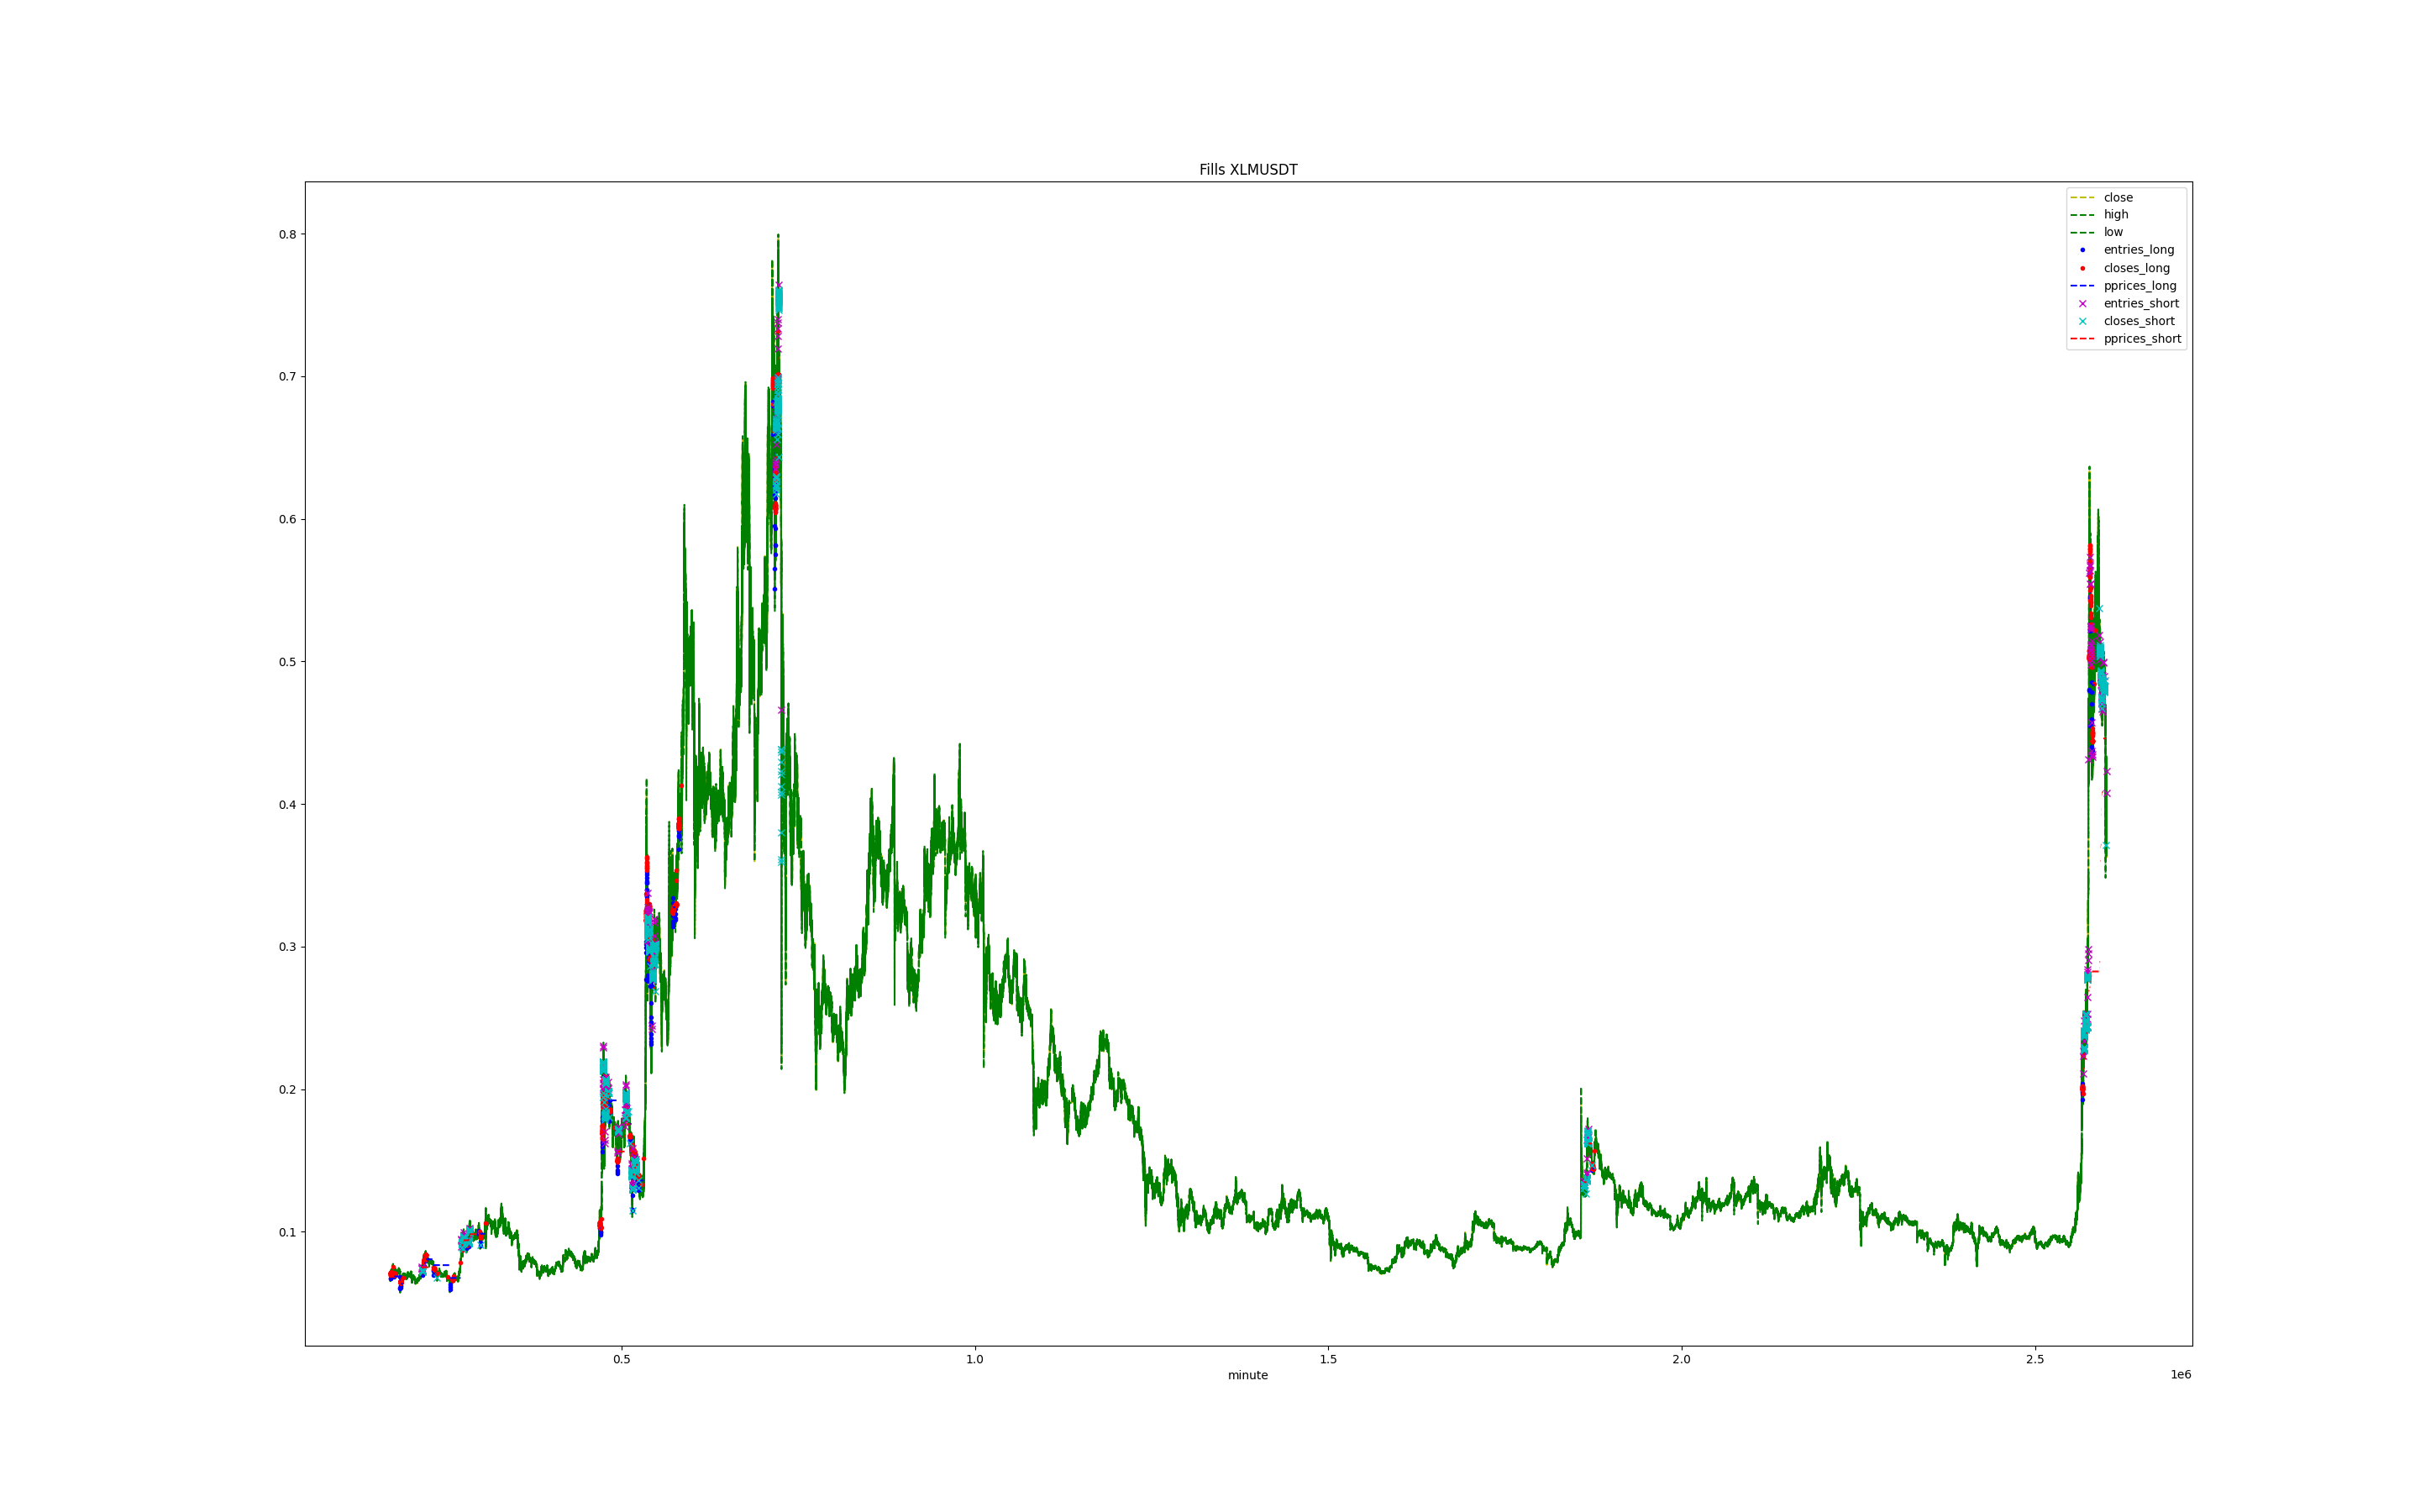 Fills XLMUSDT
close
high
low
entries_long
closes_long
pprices_long
entries_short
closes_short
pprices_short
0.8
0.7
0.6
0.5
0.4
0.3
0.2
0.1
0.5 1.0 1.5 2.0 2.5
minute 1e6